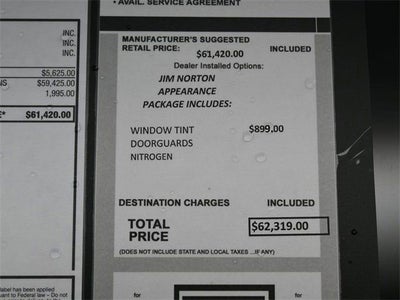 • AVAIL. SERVICE AGREEMENT
INC.
INC.
INC.
$5,625.00
NS $59,425.00
1,995.00
E* $61,420.00
label has been applied
suant to Federal law – Do not
MANUFACTURER'S SUGGESTED
RETAIL PRICE: $61,420.00 INCLUDED
Dealer Installed Options:
JIM NORTON
APPEARANCE
PACKAGE INCLUDES:
WINDOW TINT $899.00
DOORGUARDS
NITROGEN
DESTINATION CHARGES INCLUDED
TOTAL
PRICE $62,319.00
(DOES NOT INCLUDE STATE AND LOCAL TAXES ...IF ANY)
for for